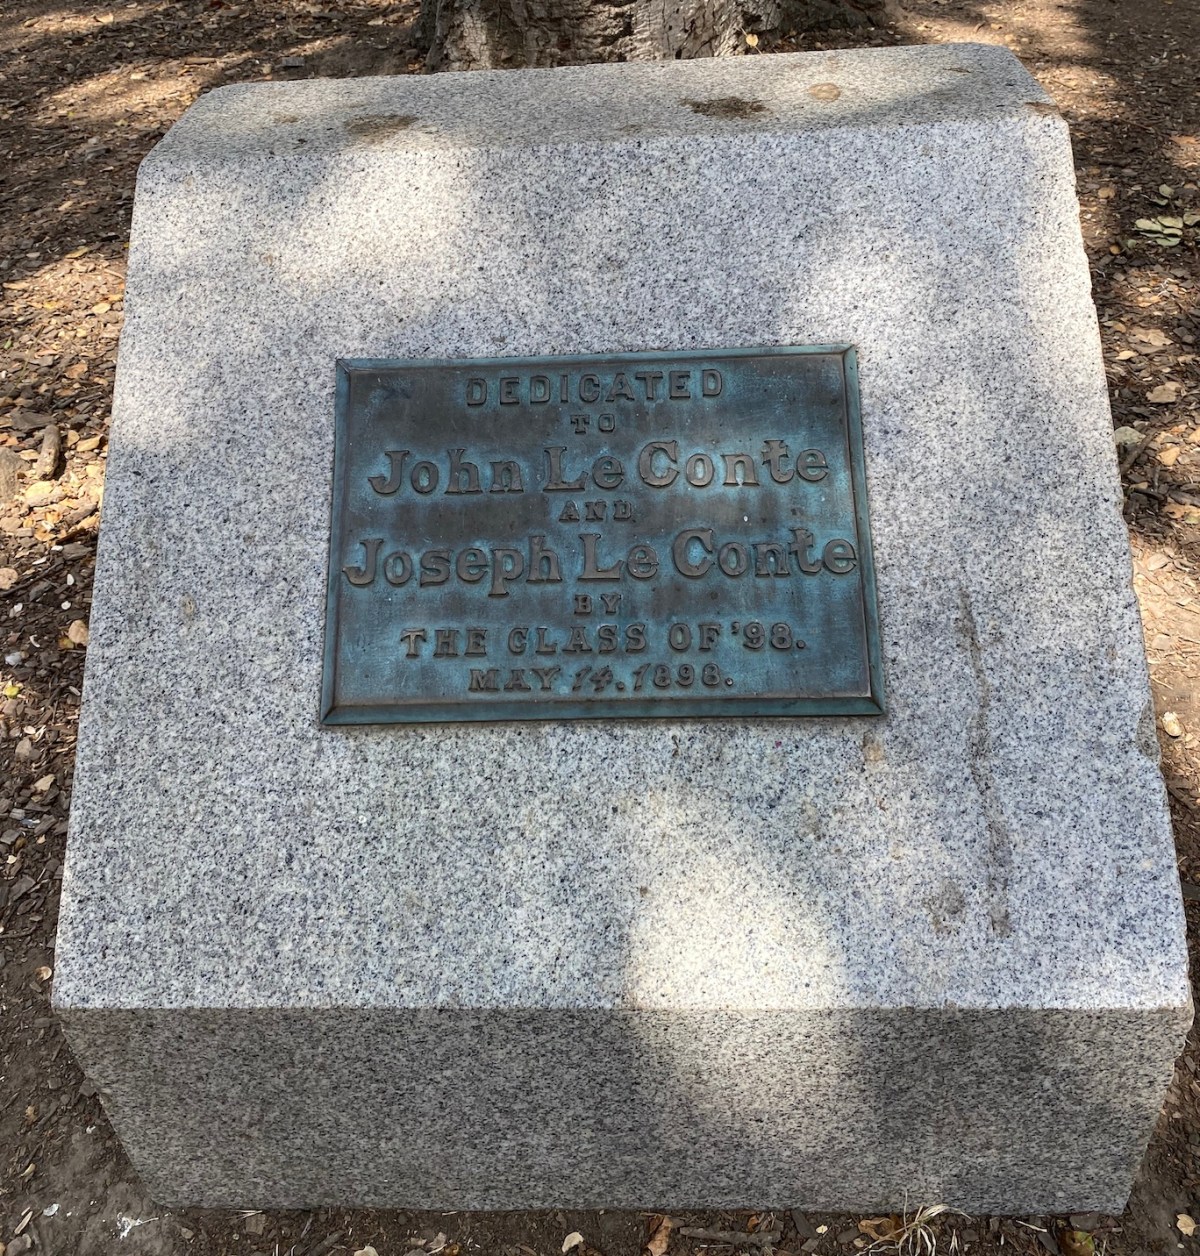 DEDICATED
TO
John Le Conte
AND
Joseph Le Conte
BY
THE CLASS OF '98.
MAY 14. 1898.